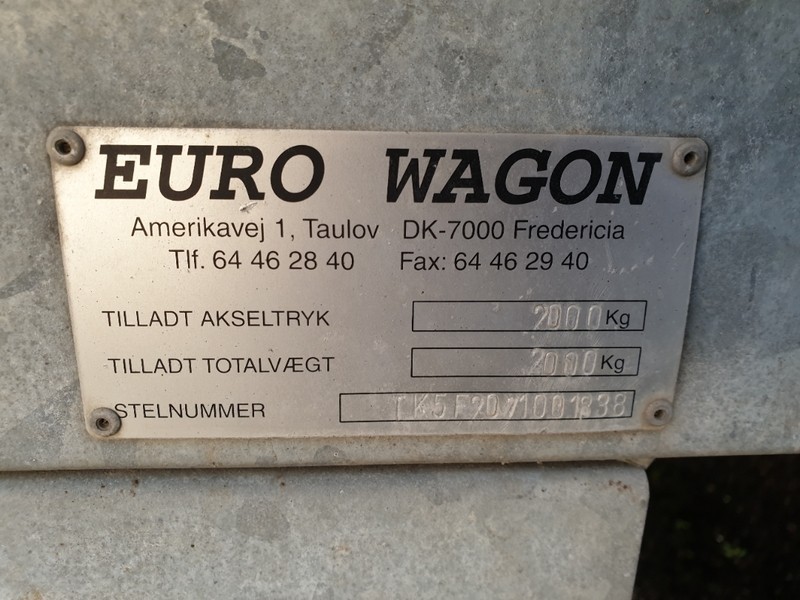 EURO WAGON
Amerikavej 1, Taulov DK-7000 Fredericia
Tlf. 64 46 28 40 Fax: 64 46 29 40
TILLADT AKSELTRYK 2000 Kg
TILLADT TOTALVÆGT 2000 Kg
STELNUMMER